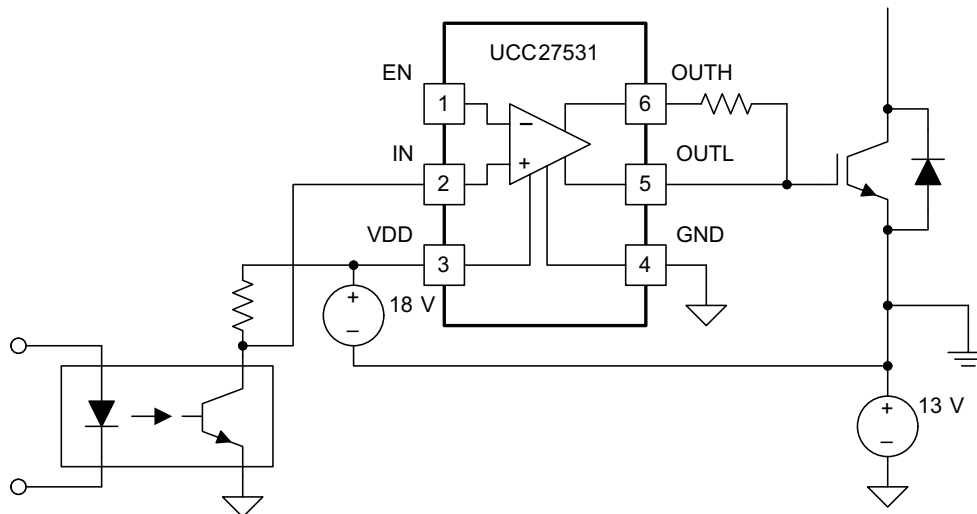 UCC27531
EN
OUTH
1
6
IN
OUTL
2
5
VDD
GND
3
4
18 V
13 V